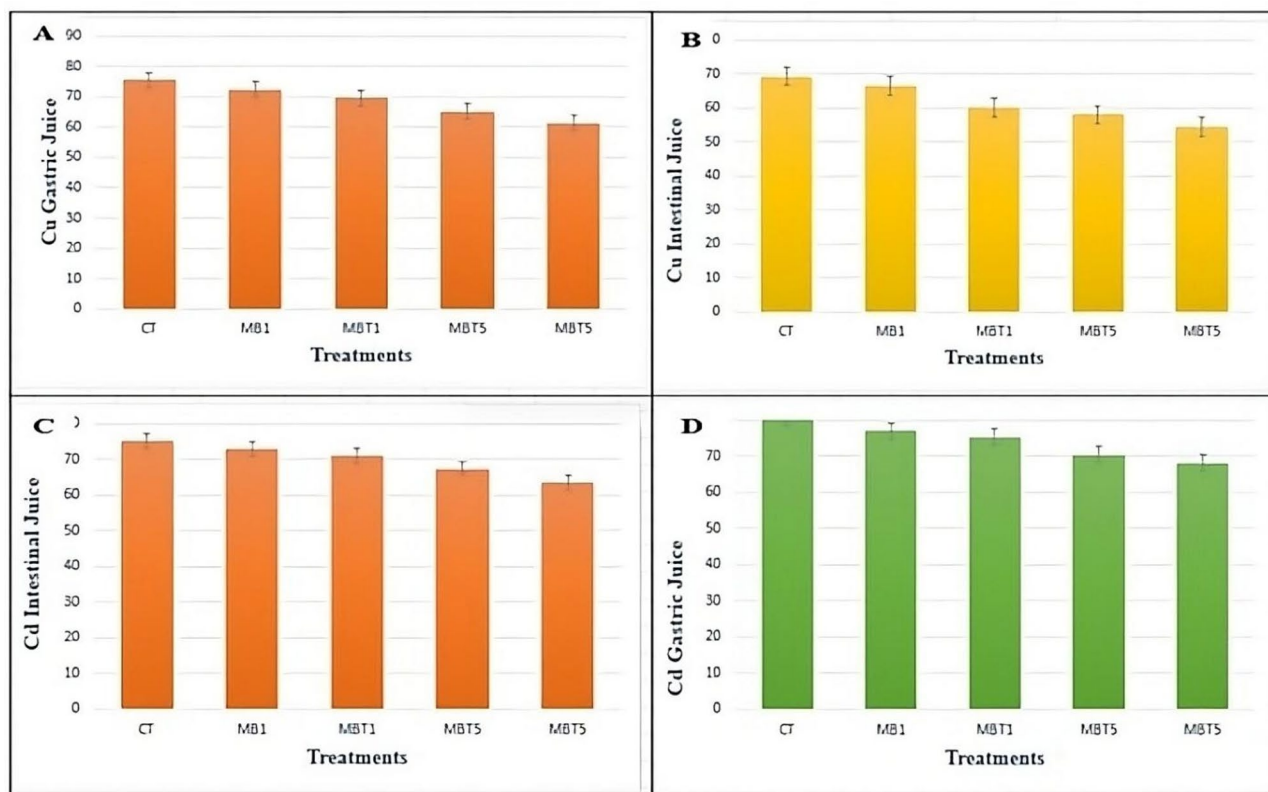 A
90
80
70
60
50
40
30
20
10
0
Cu Gastric Juice
CT MB1 MBT1 MBT5 MBT5
Treatments
B
0
70
60
50
40
30
20
10
0
Cu Intestinal Juice
CT MB1 MBT1 MBT5 MBT5
Treatments
C
70
60
50
40
30
20
10
0
Cd Intestinal Juice
CT MB1 MBT1 MBT5 MBT5
Treatments
D
70
60
50
40
30
20
10
0
Cd Gastric Juice
CT MB1 MBT1 MBT5 MBT5
Treatments